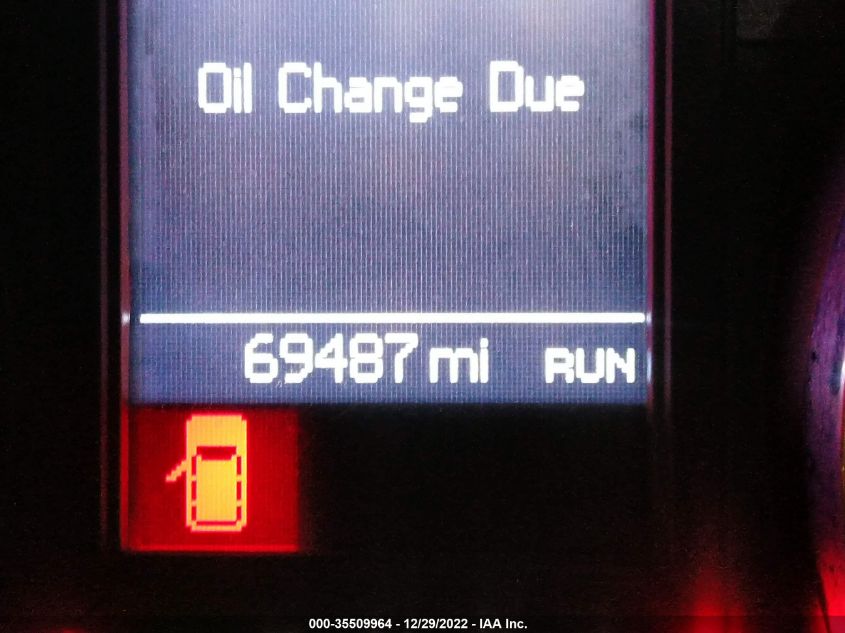 Oil Change Due
69487 mi RUN
000-35509964 - 12/29/2022 - IAA Inc.